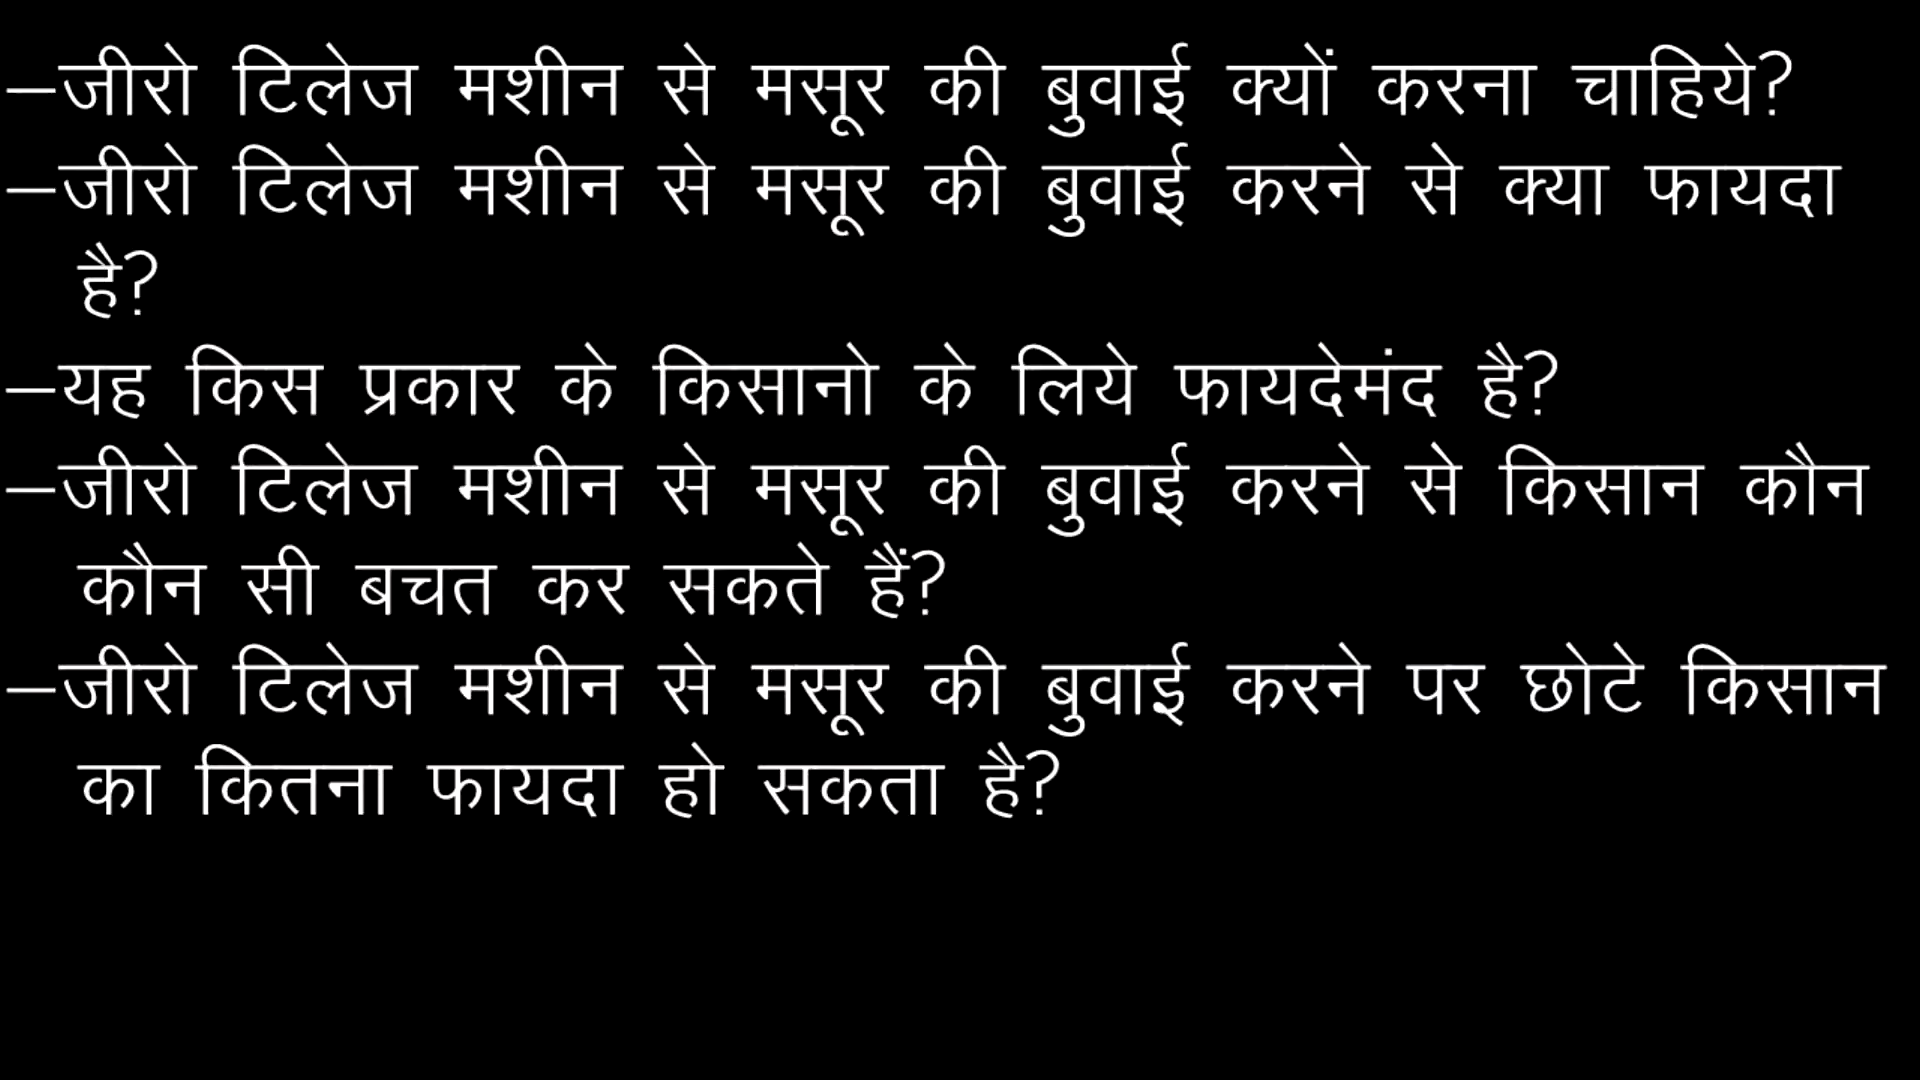 –जीरो टिलेज मशीन से मसूर की बुवाई क्यों करना चाहिये?
–जीरो टिलेज मशीन से मसूर की बुवाई करने से क्या फायदा
है?
–यह किस प्रकार के किसानो के लिये फायदेमंद है?
–जीरो टिलेज मशीन से मसूर की बुवाई करने से किसान कौन
कौन सी बचत कर सकते हैं?
–जीरो टिलेज मशीन से मसूर की बुवाई करने पर छोटे किसान
का कितना फायदा हो सकता है?